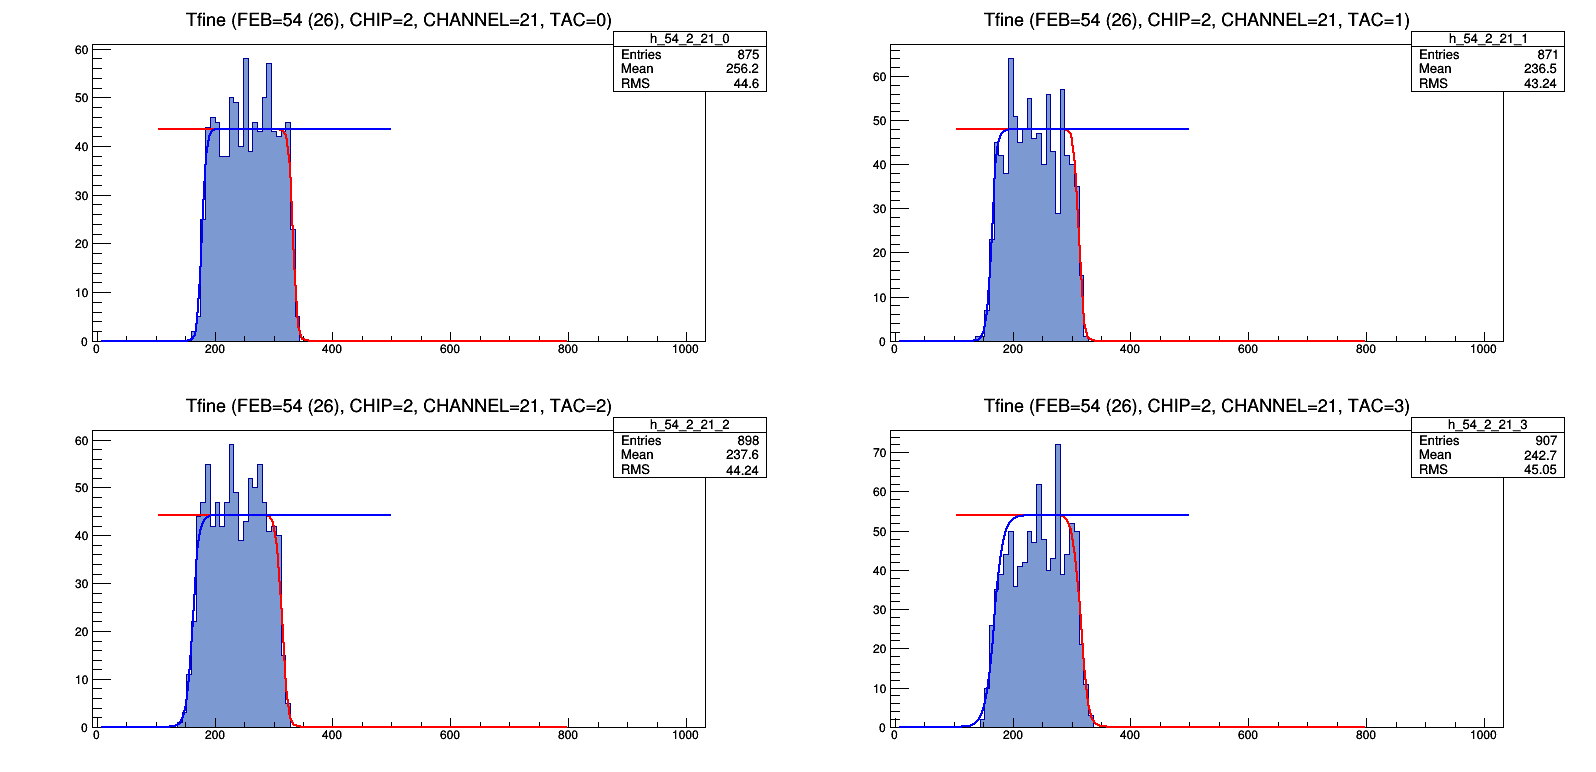 Tfine (FEB=54 (26), CHIP=2, CHANNEL=21, TAC=0)
h_54_2_21_0
Entries 875
Mean 256.2
RMS 44.6
60
50
40
30
20
10
0
0 200 400 600 800 1000
Tfine (FEB=54 (26), CHIP=2, CHANNEL=21, TAC=1)
h_54_2_21_1
Entries 871
Mean 236.5
RMS 43.24
60
50
40
30
20
10
0
0 200 400 600 800 1000
Tfine (FEB=54 (26), CHIP=2, CHANNEL=21, TAC=2)
h_54_2_21_2
Entries 898
Mean 237.6
RMS 44.24
60
50
40
30
20
10
0
0 200 400 600 800 1000
Tfine (FEB=54 (26), CHIP=2, CHANNEL=21, TAC=3)
h_54_2_21_3
Entries 907
Mean 242.7
RMS 45.05
70
60
50
40
30
20
10
0
0 200 400 600 800 1000